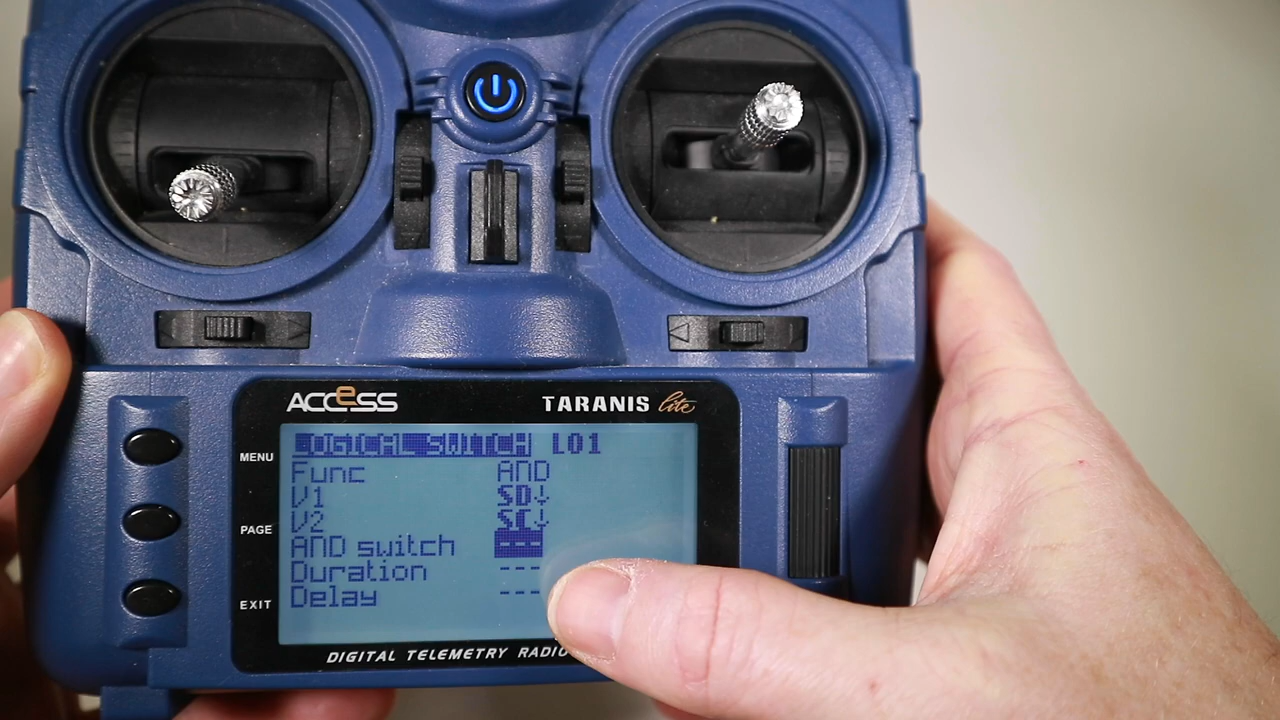 ACCESS
TARANIS lite
MENU
PAGE
EXIT
LOGICAL SWITCH L01
Func AND
V1 SD↓
V2 SC↓
AND switch ---
Duration ---
Delay ---
DIGITAL TELEMETRY RADIO